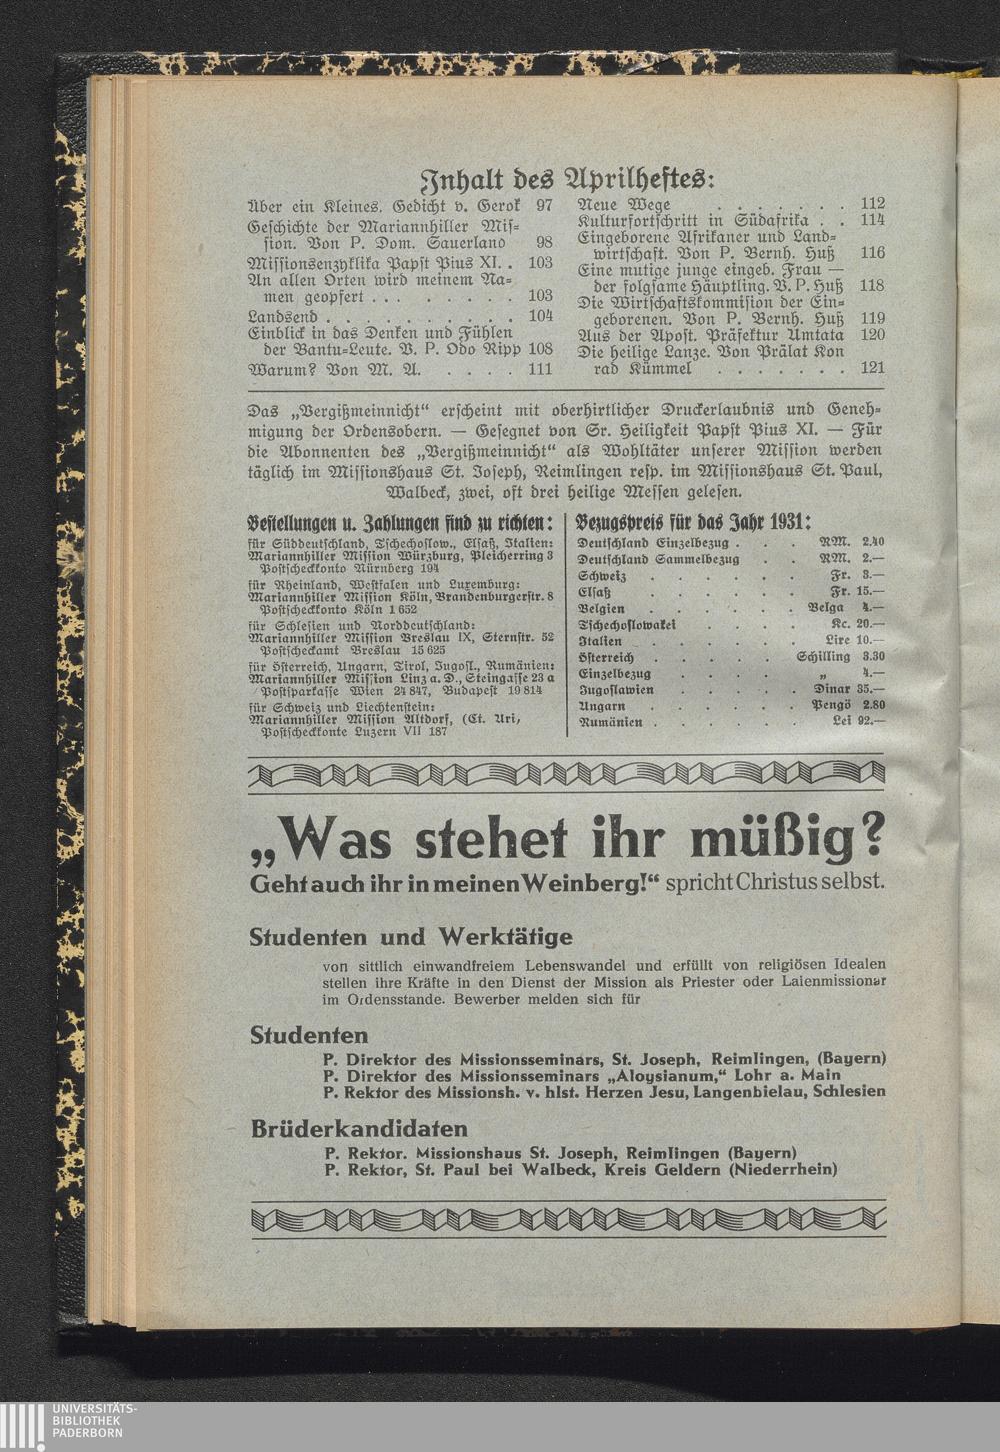 Inhalt des Aprilheftes:
Über ein Kleines. Gedicht v. Gerok 97
Geschichte der Mariannhiller Mis=
sion. Von P. Dom. Sauerland 98
Missionsenzyklika Papst Pius XI. . 103
An allen Orten wird meinem Na=
men geopfert . . . . . . . . . 103
Landsend . . . . . . . . . . 104
Einblick in das Denken und Fühlen
der Bantu=Leute. V. P. Odo Ripp 108
Warum? Von M. A. . . . . 111
Neue Wege . . . . . . . 112
Kulturfortschritt in Südafrika . . 114
Eingeborene Afrikaner und Land=
wirtschaft. Von P. Bernh. Huß 116
Eine mutige junge eingeb. Frau —
der folgsame Häuptling. V. P. Huß 118
Die Wirtschaftskommision der Ein=
geborenen. Von P. Bernh. Huß 119
Aus der Apost. Präfektur Umtata 120
Die heilige Lanze. Von Prälat Kon
rad Kümmel . . . . . . . 121
Das „Vergißmeinnicht“ erscheint mit oberhirtlicher Druckerlaubnis und Geneh=
migung der Ordensobern. — Gesegnet von Sr. Heiligkeit Papst Pius XI. — Für
die Abonnenten des „Vergißmeinnicht“ als Wohltäter unserer Mission werden
täglich im Missionshaus St. Joseph, Reimlingen resp. im Missionshaus St. Paul,
Walbeck, zwei, oft drei heilige Messen gelesen.
Bestellungen u. Zahlungen sind zu richten:
für Süddeutschland, Tschechoslow., Elsaß, Italien:
Mariannhiller Mission Würzburg, Pleicherring 3
Postscheckkonto Nürnberg 194
für Rheinland, Westfalen und Luxemburg:
Mariannhiller Mission Köln, Brandenburgerstr. 8
Postscheckkonto Köln 1 652
für Schlesien und Norddeutschland:
Mariannhiller Mission Breslau IX, Sternstr. 52
Postscheckamt Breslau 15 625
für Österreich, Ungarn, Tirol, Jugosl., Rumänien:
Mariannhiller Mission Linz a. D., Steingasse 23 a
Postsparkasse Wien 24 847, Budapest 19 814
für Schweiz und Liechtenstein:
Mariannhiller Mission Altdorf, (Ct. Uri,
Postscheckkonte Luzern VII 187
Bezugspreis für das Jahr 1931:
Deutschland Einzelbezug . . . RM. 2.40
Deutschland Sammelbezug . . RM. 2.—
Schweiz . . . . . . Fr. 3.—
Elsaß . . . . . . Fr. 15.—
Belgien . . . . . . Belga 4.—
Tschechoslowakei . . . . Kc. 20.—
Italien . . . . . . Lire 10.—
Österreich . . . . . Schilling 3.30
Einzelbezug . . . . . „ 4.—
Jugoslawien . . . . . Dinar 35.—
Ungarn . . . . . . Pengö 2.80
Rumänien . . . . . . Lei 92.—
„Was stehet ihr müßig?
Geht auch ihr in meinen Weinberg!“ spricht Christus selbst.
Studenten und Werktätige
von sittlich einwandfreiem Lebenswandel und erfüllt von religiösen Idealen
stellen ihre Kräfte in den Dienst der Mission als Priester oder Laienmissionar
im Ordensstande. Bewerber melden sich für
Studenten
P. Direktor des Missionsseminars, St. Joseph, Reimlingen, (Bayern)
P. Direktor des Missionsseminars „Aloysianum,“ Lohr a. Main
P. Rektor des Missionsh. v. hlst. Herzen Jesu, Langenbielau, Schlesien
Brüderkandidaten
P. Rektor. Missionshaus St. Joseph, Reimlingen (Bayern)
P. Rektor, St. Paul bei Walbeck, Kreis Geldern (Niederrhein)
UNIVERSITÄTS-
BIBLIOTHEK
PADERBORN